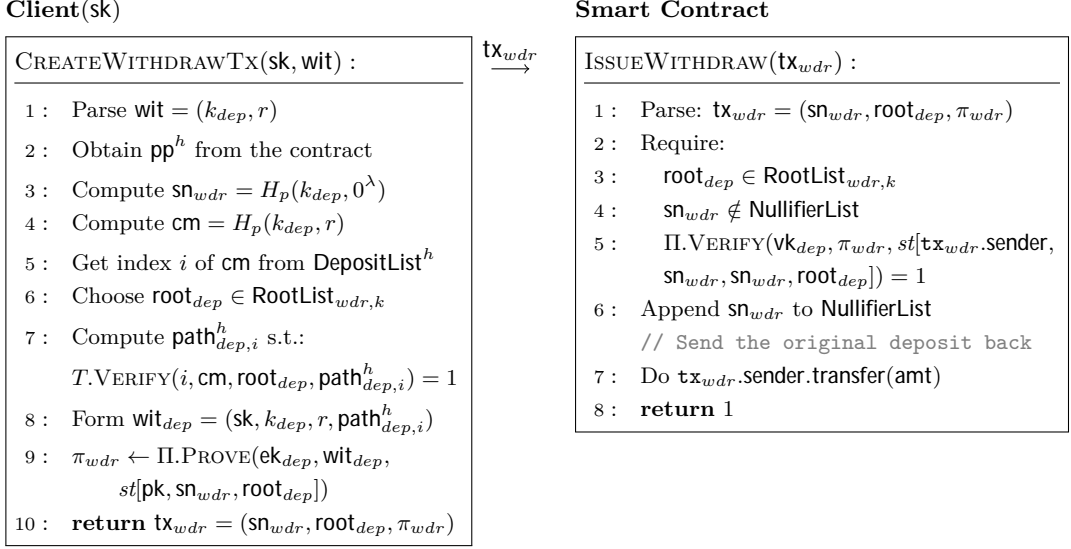 Client(sk)
CREATEWITHDRAWTX(sk, wit) :
1 : Parse wit = (k_dep, r)
2 : Obtain pp^h from the contract
3 : Compute sn_wdr = H_p(k_dep, 0^λ)
4 : Compute cm = H_p(k_dep, r)
5 : Get index i of cm from DepositList^h
6 : Choose root_dep ∈ RootList_wdr,k
7 : Compute path^h_dep,i s.t.:
T.VERIFY(i, cm, root_dep, path^h_dep,i) = 1
8 : Form wit_dep = (sk, k_dep, r, path^h_dep,i)
9 : π_wdr ← Π.PROVE(ek_dep, wit_dep,
st[pk, sn_wdr, root_dep])
10 : return tx_wdr = (sn_wdr, root_dep, π_wdr)
tx_wdr
⟶
Smart Contract
ISSUEWITHDRAW(tx_wdr) :
1 : Parse: tx_wdr = (sn_wdr, root_dep, π_wdr)
2 : Require:
3 : root_dep ∈ RootList_wdr,k
4 : sn_wdr ∉ NullifierList
5 : Π.VERIFY(vk_dep, π_wdr, st[tx_wdr.sender,
sn_wdr, sn_wdr, root_dep]) = 1
6 : Append sn_wdr to NullifierList
// Send the original deposit back
7 : Do tx_wdr.sender.transfer(amt)
8 : return 1